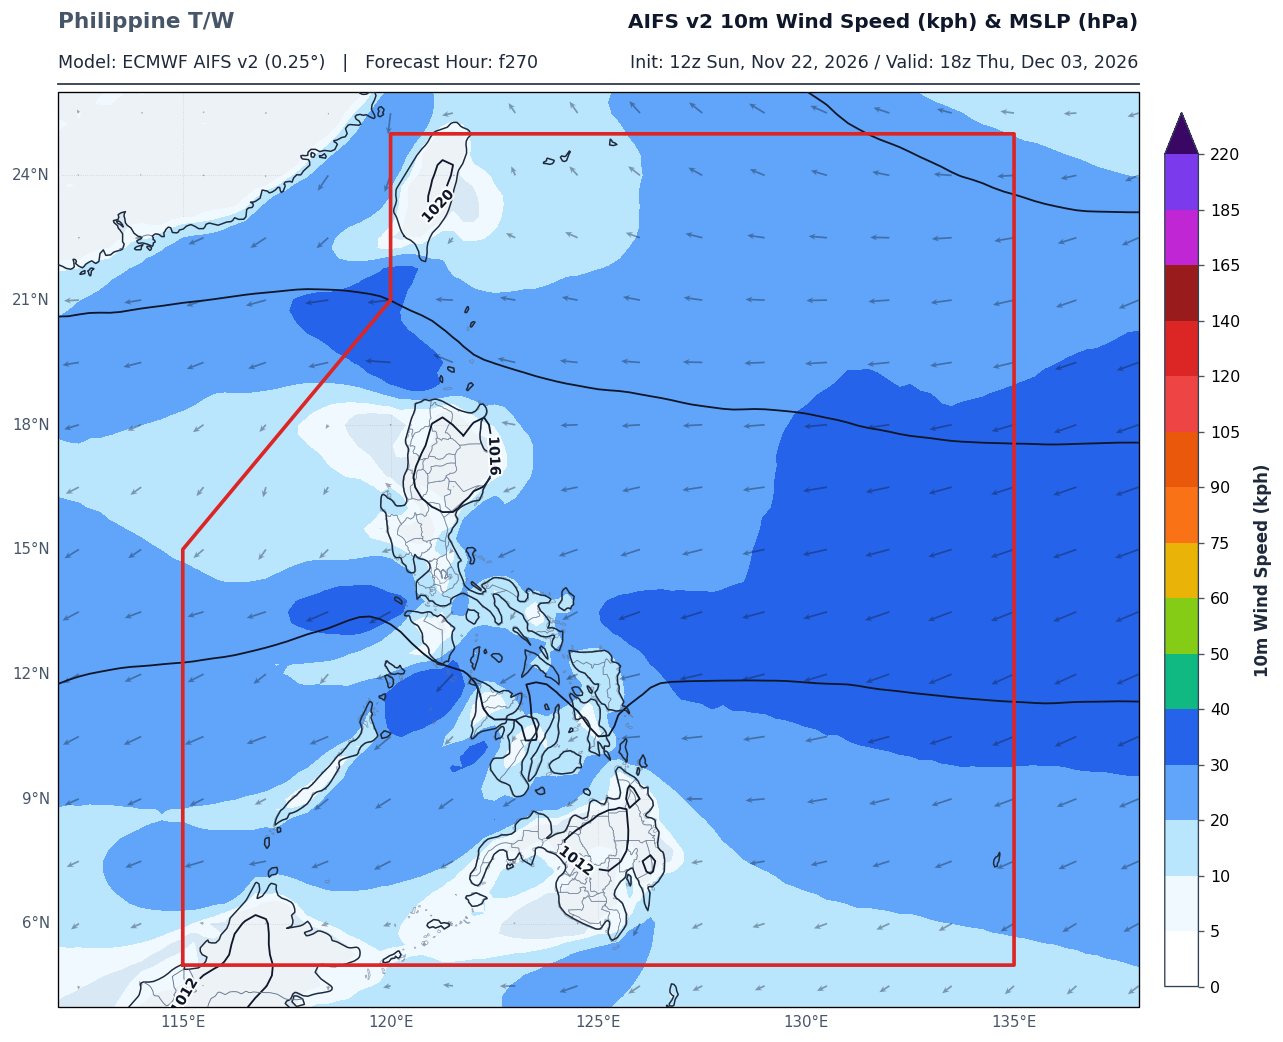 Philippine T/W
AIFS v2 10m Wind Speed (kph) & MSLP (hPa)
Model: ECMWF AIFS v2 (0.25°) | Forecast Hour: f270
Init: 12z Sun, Nov 22, 2026 / Valid: 18z Thu, Dec 03, 2026
24°N
21°N
18°N
15°N
12°N
9°N
6°N
115°E
120°E
125°E
130°E
135°E
1020
1016
1012
1012
220
185
165
140
120
105
90
75
60
50
40
30
20
10
5
0
10m Wind Speed (kph)